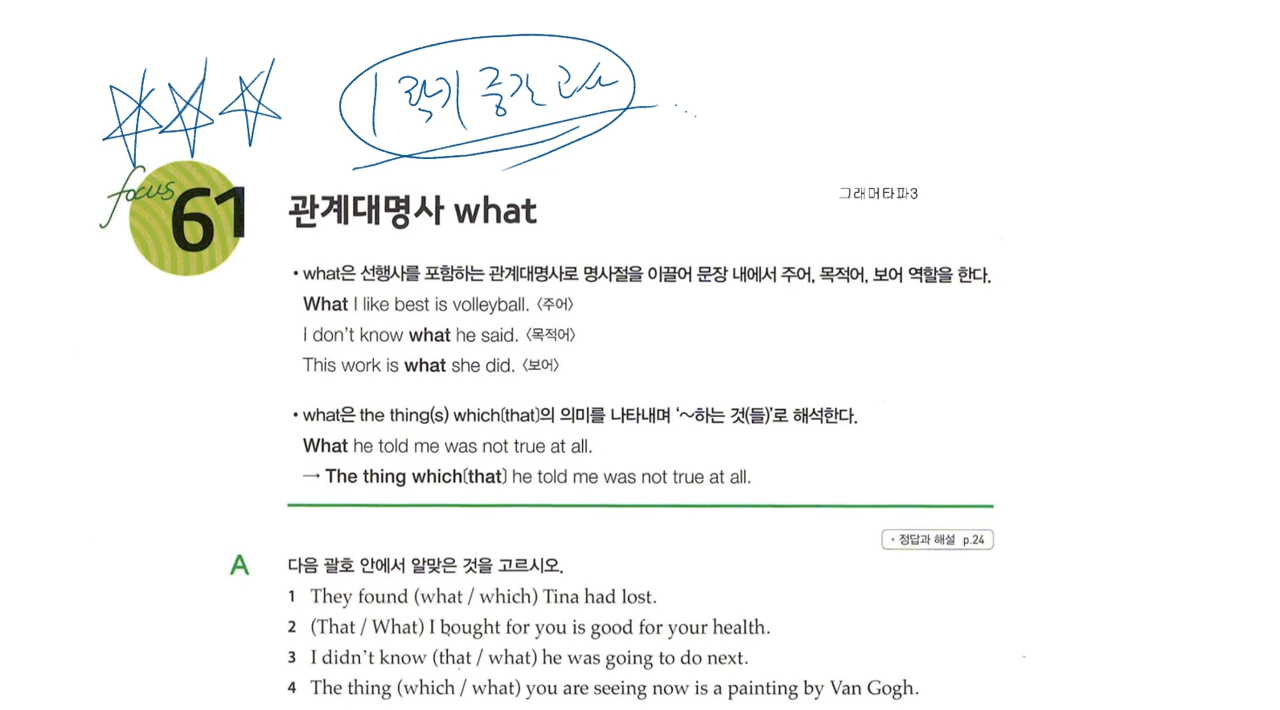 1학기 중간고사
focus
61
관계대명사 what
그래머타파3
• what은 선행사를 포함하는 관계대명사로 명사절을 이끌어 문장 내에서 주어, 목적어, 보어 역할을 한다.
What I like best is volleyball. 〈주어〉
I don't know what he said. 〈목적어〉
This work is what she did. 〈보어〉
• what은 the thing(s) which(that)의 의미를 나타내며 '~하는 것(들)'로 해석한다.
What he told me was not true at all.
→ The thing which(that) he told me was not true at all.
• 정답과 해설 p.24
A 다음 괄호 안에서 알맞은 것을 고르시오.
1 They found (what / which) Tina had lost.
2 (That / What) I bought for you is good for your health.
3 I didn't know (that / what) he was going to do next.
4 The thing (which / what) you are seeing now is a painting by Van Gogh.